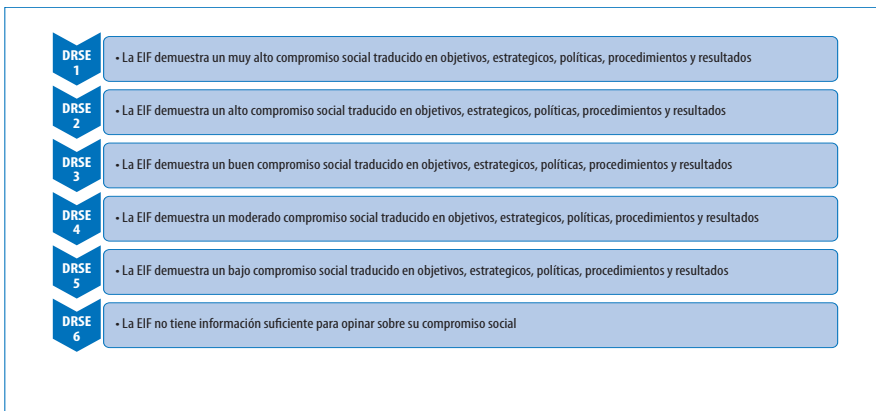 DRSE
1
• La EIF demuestra un muy alto compromiso social traducido en objetivos, estrategicos, políticas, procedimientos y resultados
DRSE
2
• La EIF demuestra un alto compromiso social traducido en objetivos, estrategicos, políticas, procedimientos y resultados
DRSE
3
• La EIF demuestra un buen compromiso social traducido en objetivos, estrategicos, políticas, procedimientos y resultados
DRSE
4
• La EIF demuestra un moderado compromiso social traducido en objetivos, estrategicos, políticas, procedimientos y resultados
DRSE
5
• La EIF demuestra un bajo compromiso social traducido en objetivos, estrategicos, políticas, procedimientos y resultados
DRSE
6
• La EIF no tiene información suficiente para opinar sobre su compromiso social